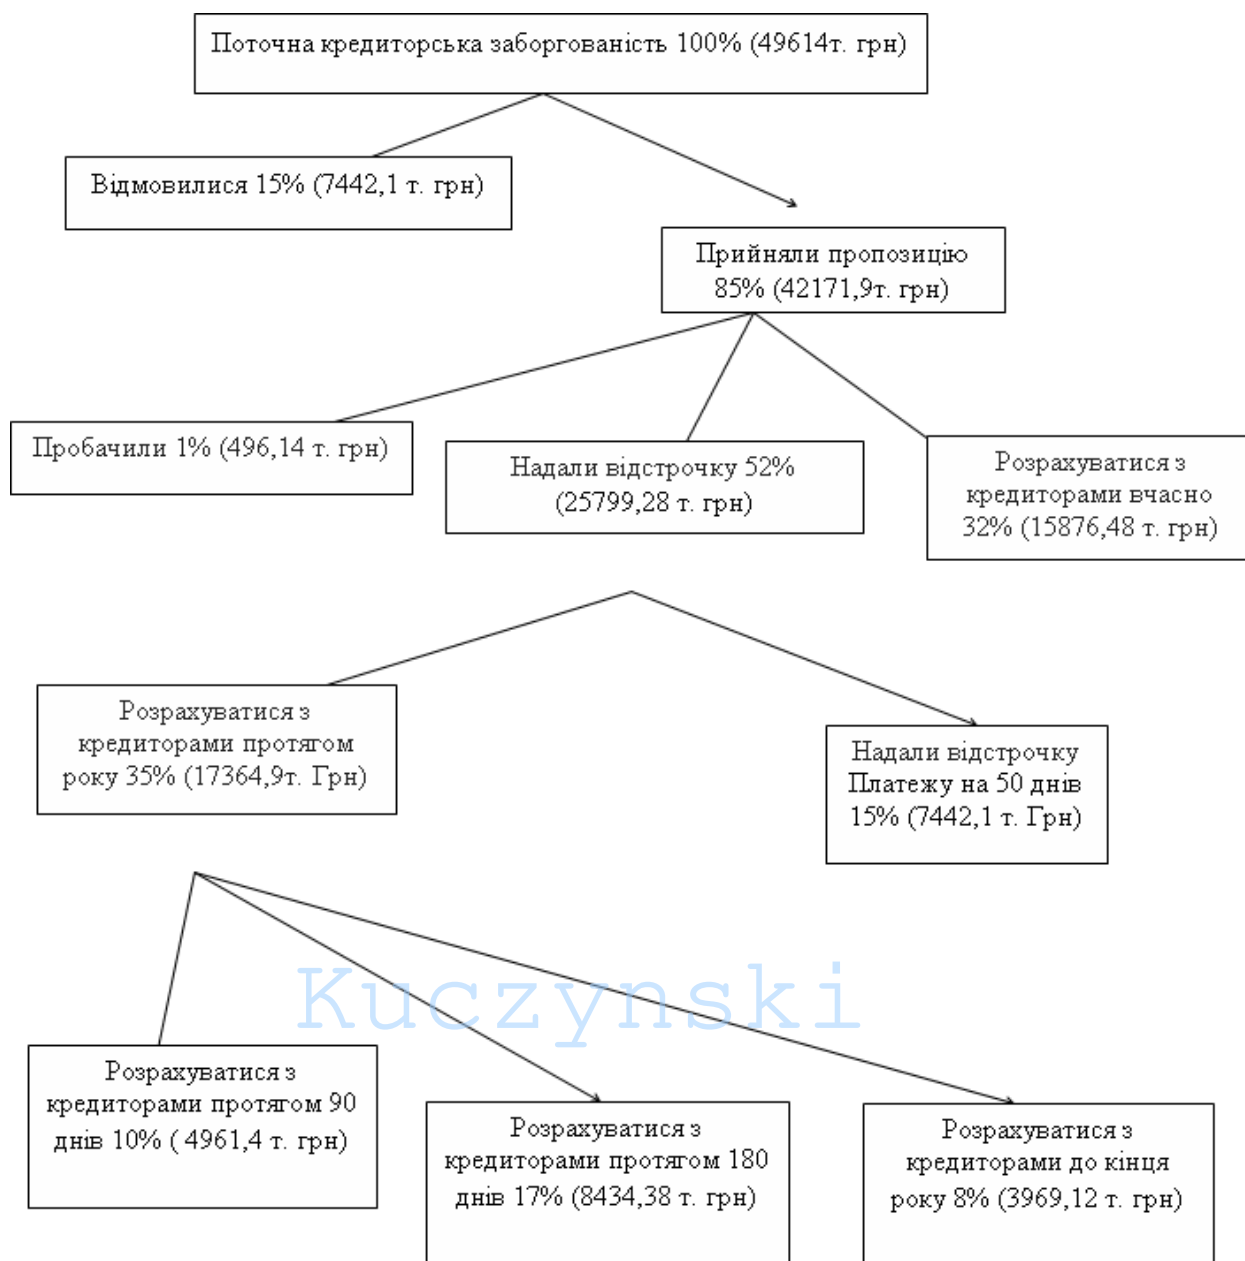 Поточна кредиторська заборгованість 100% (49614т. грн)
Відмовилися 15% (7442,1 т. грн)
Прийняли пропозицію
85% (42171,9т. грн)
Пробачили 1% (496,14 т. грн)
Надали відстрочку 52%
(25799,28 т. грн)
Розрахуватися з
кредиторами вчасно
32% (15876,48 т. грн)
Розрахуватися з
кредиторами протягом
року 35% (17364,9т. Грн)
Надали відстрочку
Платежу на 50 днів
15% (7442,1 т. Грн)
Kuczynski
Розрахуватися з
кредиторами протягом 90
днів 10% ( 4961,4 т. грн)
Розрахуватися з
кредиторами протягом 180
днів 17% (8434,38 т. грн)
Розрахуватися з
кредиторами до кінця
року 8% (3969,12 т. грн)